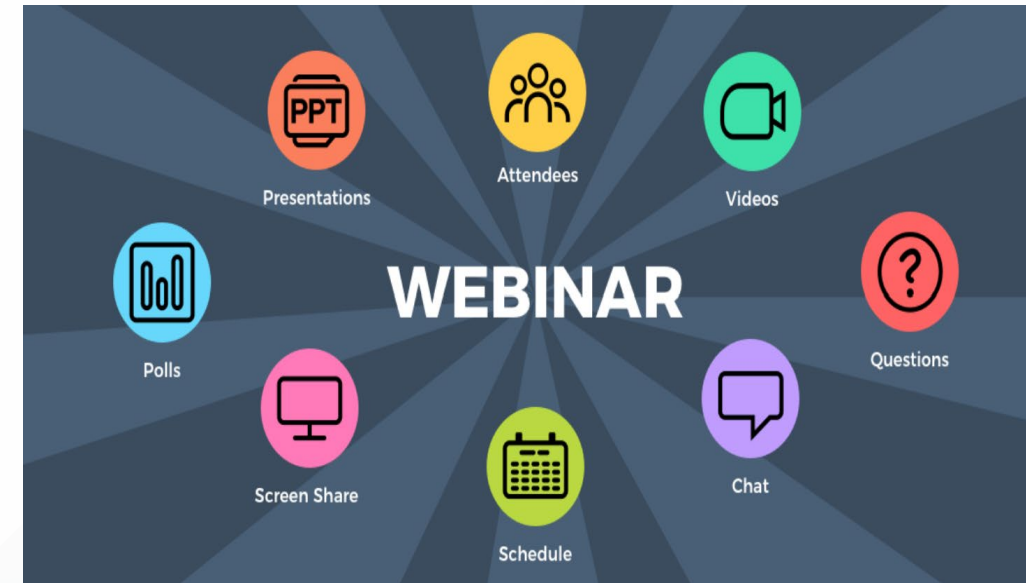 PPT
Attendees
Presentations
Videos
WEBINAR
Polls
Questions
Screen Share
Chat
Schedule